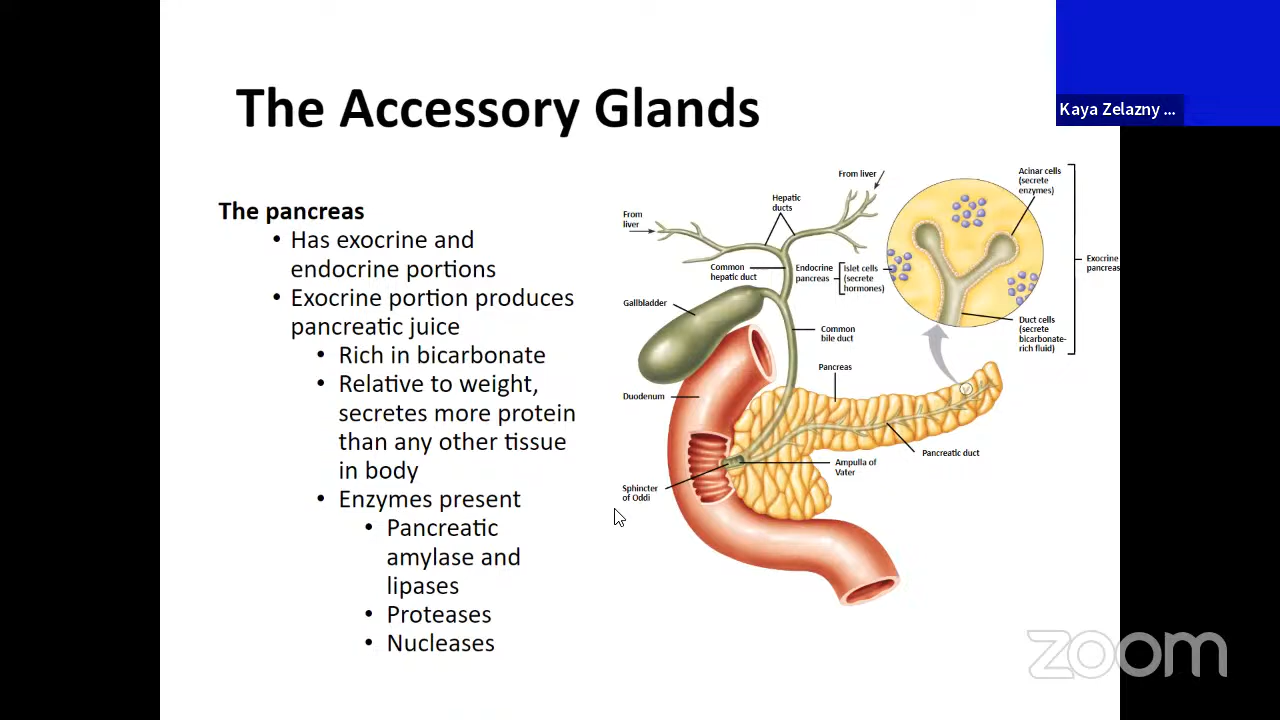 The Accessory Glands
Kaya Zelazny ...
The pancreas
• Has exocrine and
endocrine portions
• Exocrine portion produces
pancreatic juice
• Rich in bicarbonate
• Relative to weight,
secretes more protein
than any other tissue
in body
• Enzymes present
• Pancreatic
amylase and
lipases
• Proteases
• Nucleases
From liver
Hepatic
ducts
From
liver
Common
hepatic duct
Endocrine
pancreas
Islet cells
(secrete
hormones)
Acinar cells
(secrete
enzymes)
Exocrine
pancreas
Duct cells
(secrete
bicarbonate-
rich fluid)
Gallbladder
Common
bile duct
Pancreas
Duodenum
Pancreatic duct
Ampulla of
Vater
Sphincter
of Oddi
zoom